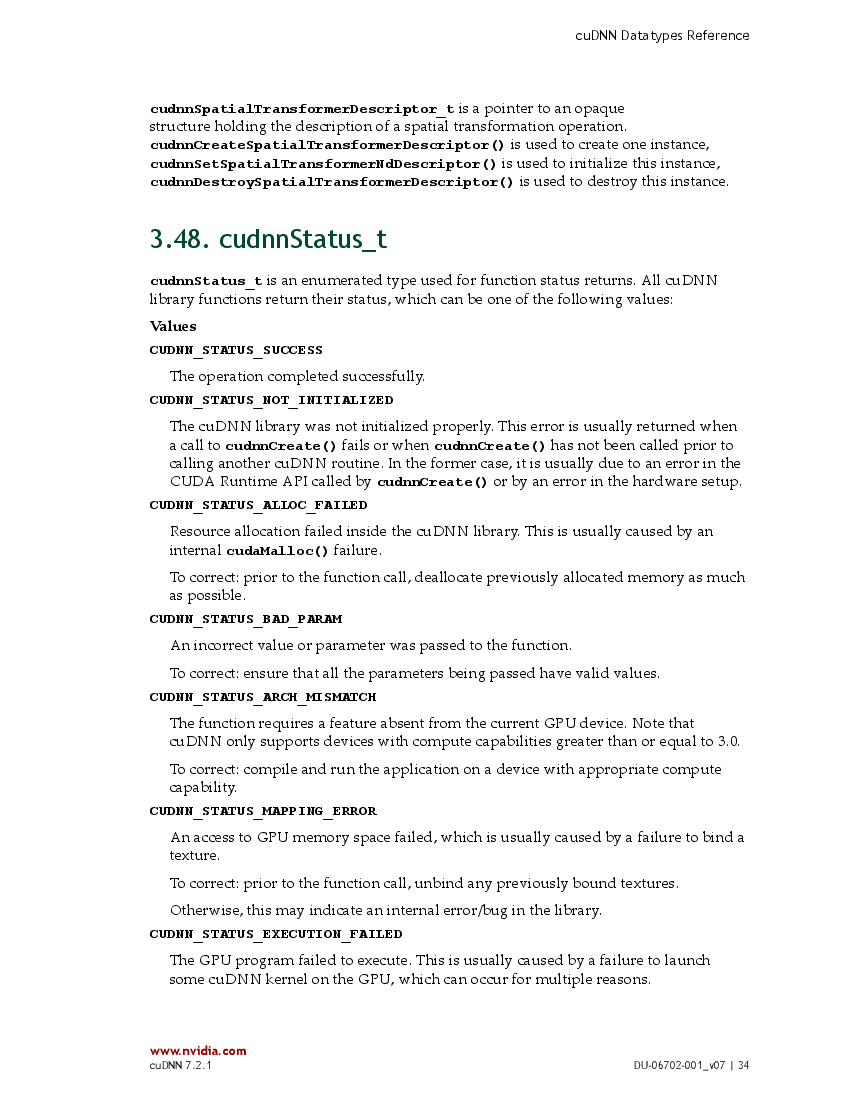 cuDNN Datatypes Reference
cudnnSpatialTransformerDescriptor_t is a pointer to an opaque
structure holding the description of a spatial transformation operation.
cudnnCreateSpatialTransformerDescriptor() is used to create one instance,
cudnnSetSpatialTransformerNdDescriptor() is used to initialize this instance,
cudnnDestroySpatialTransformerDescriptor() is used to destroy this instance.
3.48. cudnnStatus_t
cudnnStatus_t is an enumerated type used for function status returns. All cuDNN
library functions return their status, which can be one of the following values:
Values
CUDNN_STATUS_SUCCESS
The operation completed successfully.
CUDNN_STATUS_NOT_INITIALIZED
The cuDNN library was not initialized properly. This error is usually returned when
a call to cudnnCreate() fails or when cudnnCreate() has not been called prior to
calling another cuDNN routine. In the former case, it is usually due to an error in the
CUDA Runtime API called by cudnnCreate() or by an error in the hardware setup.
CUDNN_STATUS_ALLOC_FAILED
Resource allocation failed inside the cuDNN library. This is usually caused by an
internal cudaMalloc() failure.
To correct: prior to the function call, deallocate previously allocated memory as much
as possible.
CUDNN_STATUS_BAD_PARAM
An incorrect value or parameter was passed to the function.
To correct: ensure that all the parameters being passed have valid values.
CUDNN_STATUS_ARCH_MISMATCH
The function requires a feature absent from the current GPU device. Note that
cuDNN only supports devices with compute capabilities greater than or equal to 3.0.
To correct: compile and run the application on a device with appropriate compute
capability.
CUDNN_STATUS_MAPPING_ERROR
An access to GPU memory space failed, which is usually caused by a failure to bind a
texture.
To correct: prior to the function call, unbind any previously bound textures.
Otherwise, this may indicate an internal error/bug in the library.
CUDNN_STATUS_EXECUTION_FAILED
The GPU program failed to execute. This is usually caused by a failure to launch
some cuDNN kernel on the GPU, which can occur for multiple reasons.
www.nvidia.com
cuDNN 7.2.1
DU-06702-001_v07 | 34